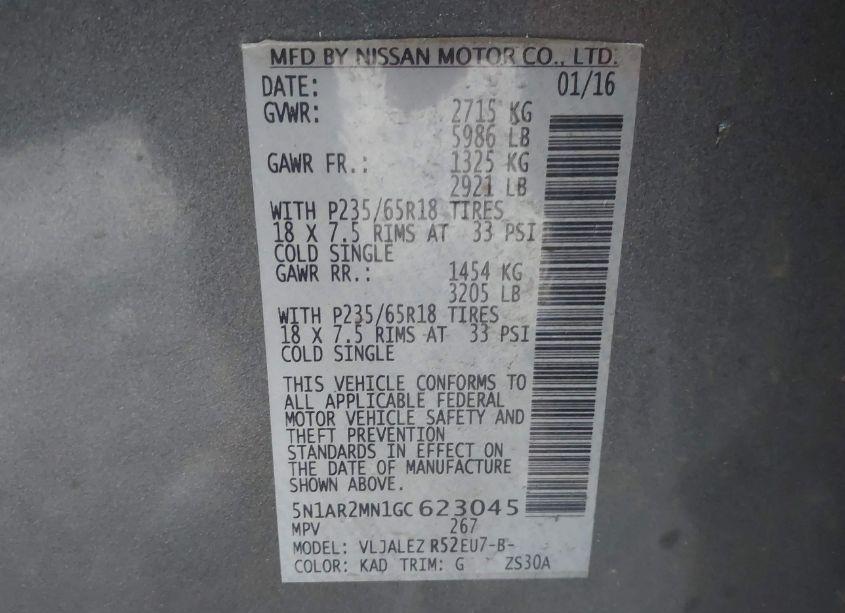 MFD BY NISSAN MOTOR CO., LTD.
DATE: 01/16
GVWR: 2715 KG
5986 LB
GAWR FR.: 1325 KG
2921 LB
WITH P235/65R18 TIRES
18 X 7.5 RIMS AT 33 PSI
COLD SINGLE
GAWR RR.: 1454 KG
3205 LB
WITH P235/65R18 TIRES
18 X 7.5 RIMS AT 33 PSI
COLD SINGLE
THIS VEHICLE CONFORMS TO
ALL APPLICABLE FEDERAL
MOTOR VEHICLE SAFETY AND
THEFT PREVENTION
STANDARDS IN EFFECT ON
THE DATE OF MANUFACTURE
SHOWN ABOVE.
5N1AR2MN1GC623045
MPV 267
MODEL: VLJALEZ R52EU7-B-
COLOR: KAD TRIM: G ZS30A